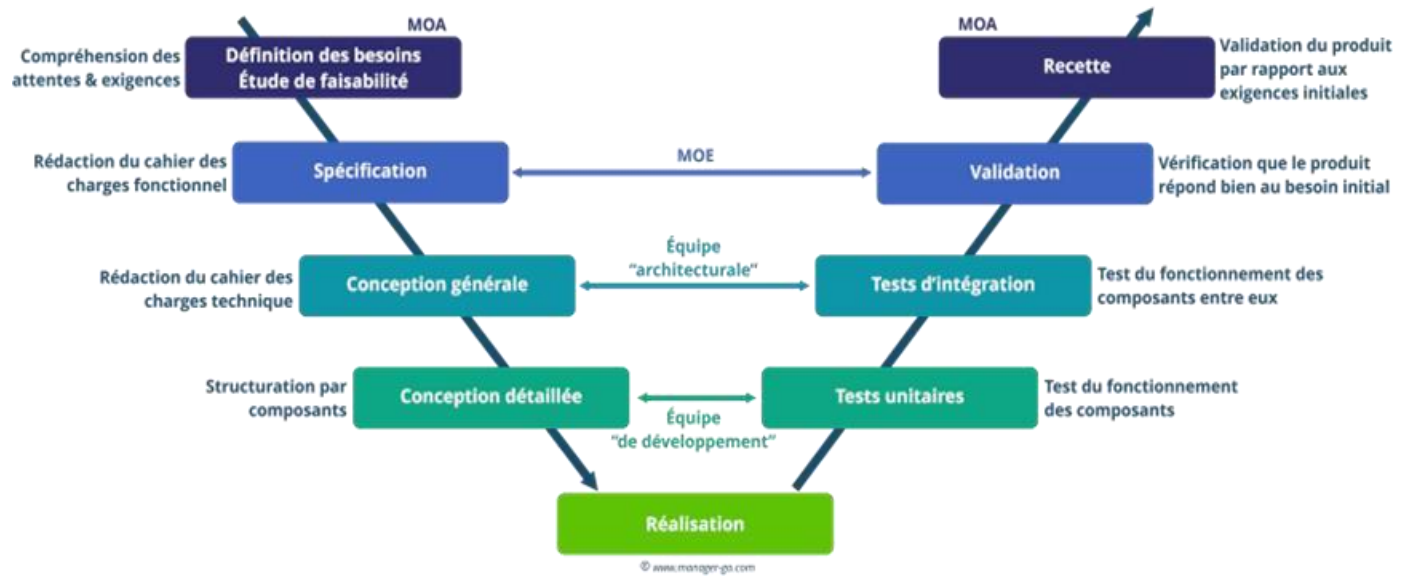 MOA
MOA
Compréhension des
attentes & exigences
Définition des besoins
Étude de faisabilité
Recette
Validation du produit
par rapport aux
exigences initiales
Rédaction du cahier des
charges fonctionnel
Spécification
MOE
Validation
Vérification que le produit
répond bien au besoin initial
Rédaction du cahier des
charges technique
Conception générale
Équipe
“architecturale”
Tests d’intégration
Test du fonctionnement des
composants entre eux
Structuration par
composants
Conception détaillée
Équipe
“de développement”
Tests unitaires
Test du fonctionnement
des composants
Réalisation
© www.manager-go.com